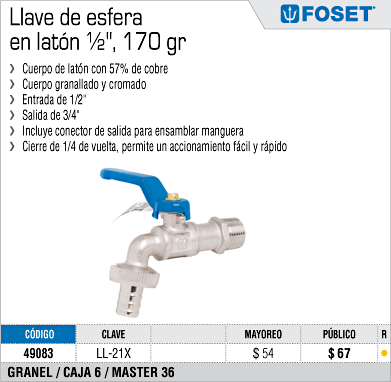 Llave de esfera
en latón ½", 170 gr
FOSET®
Cuerpo de latón con 57% de cobre
Cuerpo granallado y cromado
Entrada de 1/2"
Salida de 3/4"
Incluye conector de salida para ensamblar manguera
Cierre de 1/4 de vuelta, permite un accionamiento fácil y rápido
CÓDIGO CLAVE MAYOREO PÚBLICO R
49083 LL-21X $ 54 $ 67
GRANEL / CAJA 6 / MASTER 36